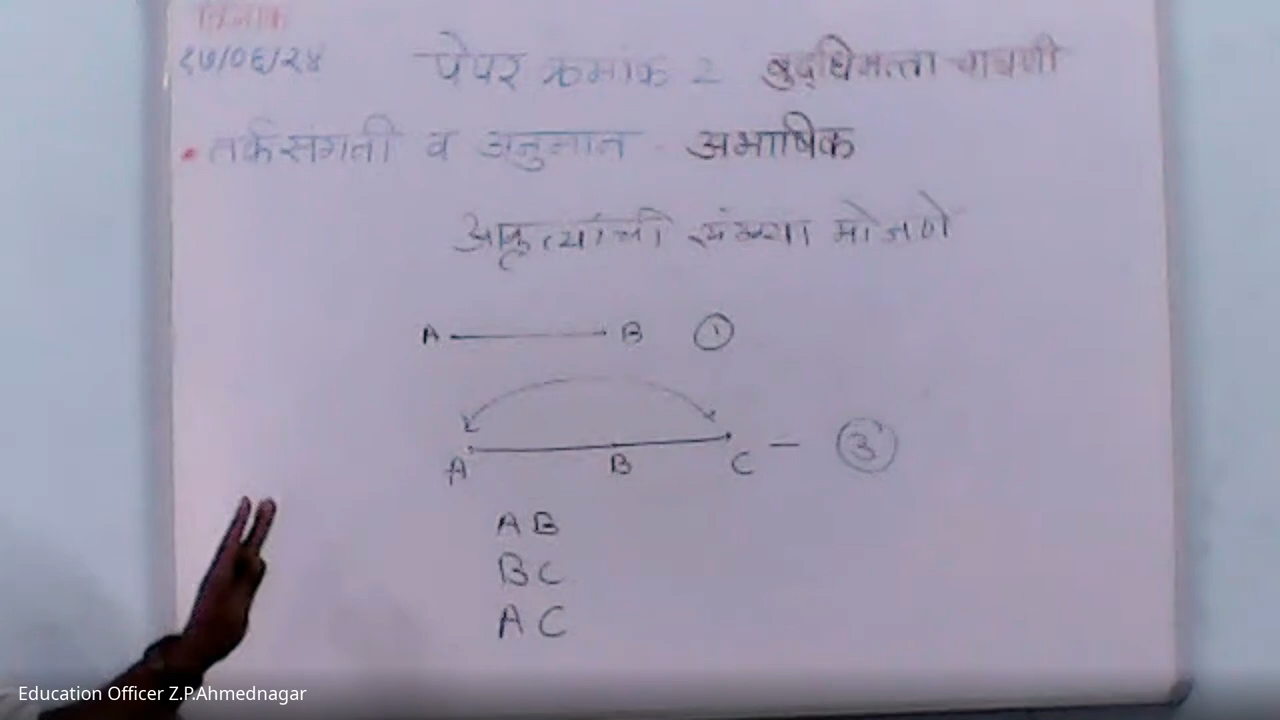 दिनांक
१७/०६/२४
पेपर क्रमांक 2 बुद्धिमत्ता चाचणी
• तर्कसंगती व अनुमान - अभाषिक
आकृत्यांची संख्या मोजणे
A B 1
A B C - 3
AB
BC
AC
Education Officer Z.P.Ahmednagar